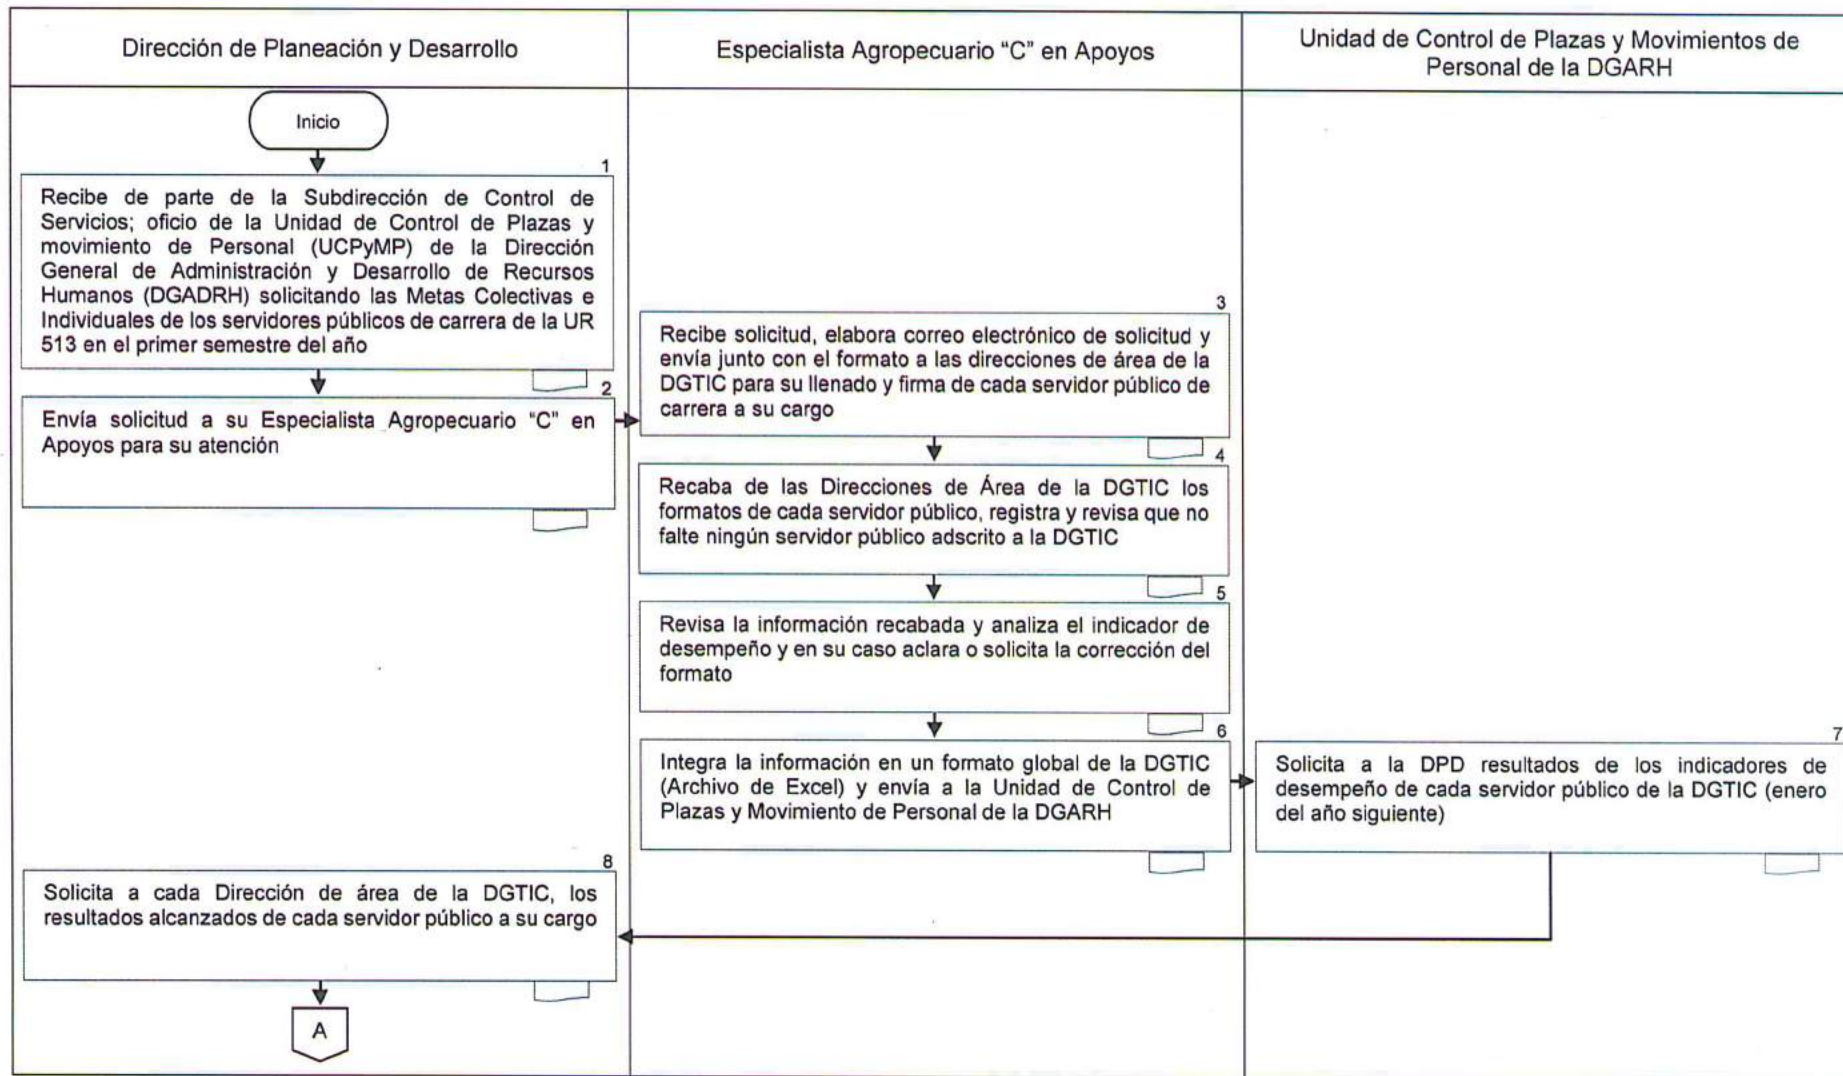 Dirección de Planeación y Desarrollo
Especialista Agropecuario “C” en Apoyos
Unidad de Control de Plazas y Movimientos de
Personal de la DGARH
Inicio
1
Recibe de parte de la Subdirección de Control de
Servicios; oficio de la Unidad de Control de Plazas y
movimiento de Personal (UCPyMP) de la Dirección
General de Administración y Desarrollo de Recursos
Humanos (DGADRH) solicitando las Metas Colectivas e
Individuales de los servidores públicos de carrera de la UR
513 en el primer semestre del año
2
Envía solicitud a su Especialista Agropecuario “C” en
Apoyos para su atención
3
Recibe solicitud, elabora correo electrónico de solicitud y
envía junto con el formato a las direcciones de área de la
DGTIC para su llenado y firma de cada servidor público de
carrera a su cargo
4
Recaba de las Direcciones de Área de la DGTIC los
formatos de cada servidor público, registra y revisa que no
falte ningún servidor público adscrito a la DGTIC
5
Revisa la información recabada y analiza el indicador de
desempeño y en su caso aclara o solicita la corrección del
formato
6
Integra la información en un formato global de la DGTIC
(Archivo de Excel) y envía a la Unidad de Control de
Plazas y Movimiento de Personal de la DGARH
7
Solicita a la DPD resultados de los indicadores de
desempeño de cada servidor público de la DGTIC (enero
del año siguiente)
8
Solicita a cada Dirección de área de la DGTIC, los
resultados alcanzados de cada servidor público a su cargo
A